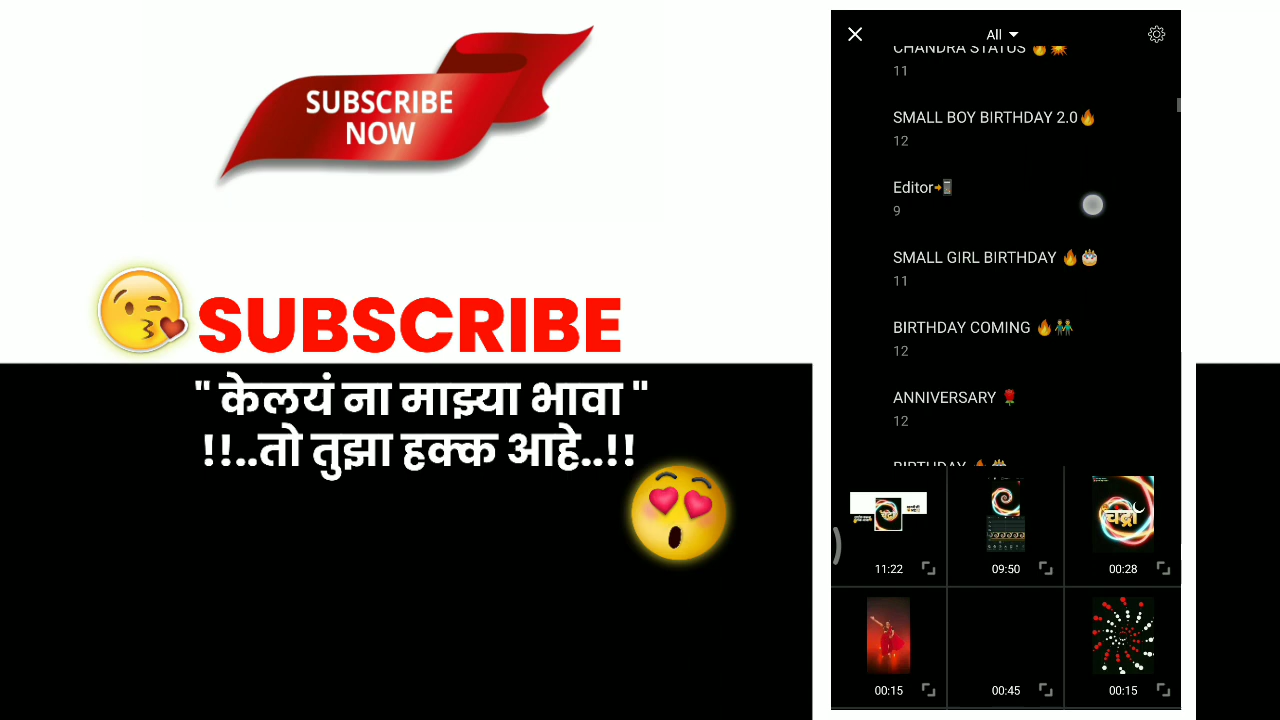 SUBSCRIBE
NOW
SUBSCRIBE
" केलयं ना माझ्या भावा "
!!..तो तुझा हक्क आहे..!!
All
CHANDRA STATUS 🔥💥
11
SMALL BOY BIRTHDAY 2.0🔥
12
Editor
9
SMALL GIRL BIRTHDAY 🔥🎂
11
BIRTHDAY COMING 🔥👬
12
ANNIVERSARY 🌹
12
BIRTHDAY 🔥🎂
11:22
09:50
चंद्रा
00:28
00:15
00:45
00:15